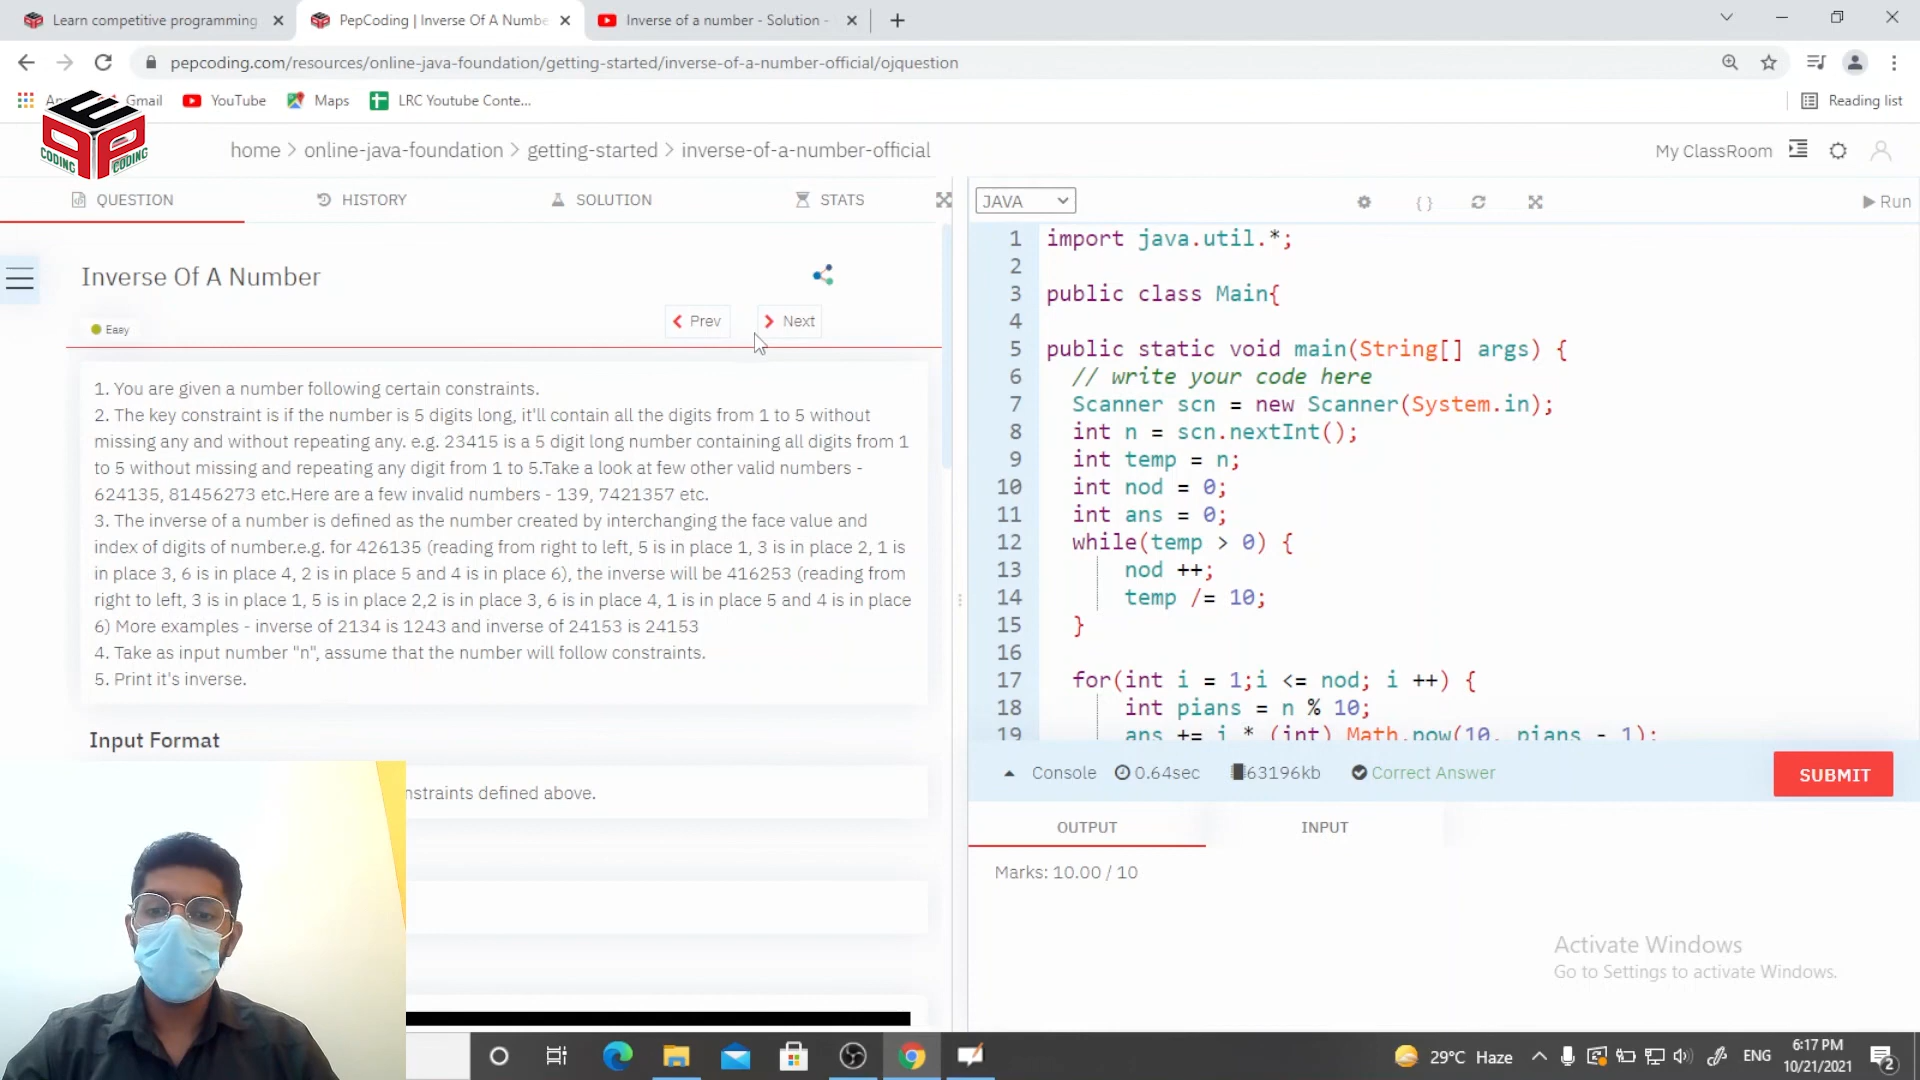 Learn competitive programming
PepCoding | Inverse Of A Numbe
Inverse of a number - Solution -
pepcoding.com/resources/online-java-foundation/getting-started/inverse-of-a-number-official/ojquestion
Gmail
YouTube
Maps
LRC Youtube Conte...
Reading list
CODING
CODING
home > online-java-foundation > getting-started > inverse-of-a-number-official
My ClassRoom
QUESTION
HISTORY
SOLUTION
STATS
JAVA
{ }
Run
Inverse Of A Number
Prev
Next
Easy
1. You are given a number following certain constraints.
2. The key constraint is if the number is 5 digits long, it'll contain all the digits from 1 to 5 without
missing any and without repeating any. e.g. 23415 is a 5 digit long number containing all digits from 1
to 5 without missing and repeating any digit from 1 to 5.Take a look at few other valid numbers -
624135, 81456273 etc.Here are a few invalid numbers - 139, 7421357 etc.
3. The inverse of a number is defined as the number created by interchanging the face value and
index of digits of number.e.g. for 426135 (reading from right to left, 5 is in place 1, 3 is in place 2, 1 is
in place 3, 6 is in place 4, 2 is in place 5 and 4 is in place 6), the inverse will be 416253 (reading from
right to left, 3 is in place 1, 5 is in place 2,2 is in place 3, 6 is in place 4, 1 is in place 5 and 4 is in place
6) More examples - inverse of 2134 is 1243 and inverse of 24153 is 24153
4. Take as input number "n", assume that the number will follow constraints.
5. Print it's inverse.
Input Format
nstraints defined above.
1 import java.util.*;
2
3 public class Main{
4
5 public static void main(String[] args) {
6 // write your code here
7 Scanner scn = new Scanner(System.in);
8 int n = scn.nextInt();
9 int temp = n;
10 int nod = 0;
11 int ans = 0;
12 while(temp > 0) {
13 nod ++;
14 temp /= 10;
15 }
16
17 for(int i = 1;i <= nod; i ++) {
18 int pians = n % 10;
19 ans += i * (int) Math.pow(10, pians - 1);
Console
0.64sec
63196kb
Correct Answer
SUBMIT
OUTPUT
INPUT
Marks: 10.00 / 10
Activate Windows
Go to Settings to activate Windows.
29°C Haze
ENG
6:17 PM
10/21/2021
2